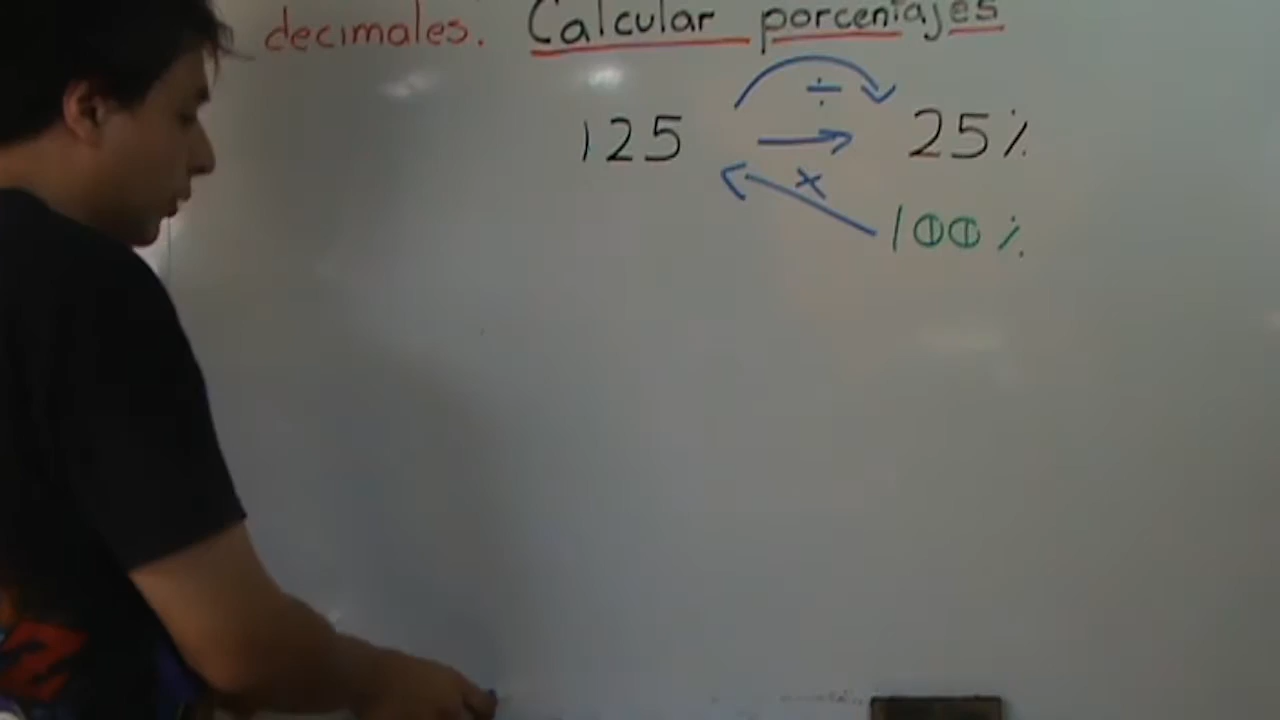 decimales. Calcular porcentajes
125 → 25%
÷
×
100%